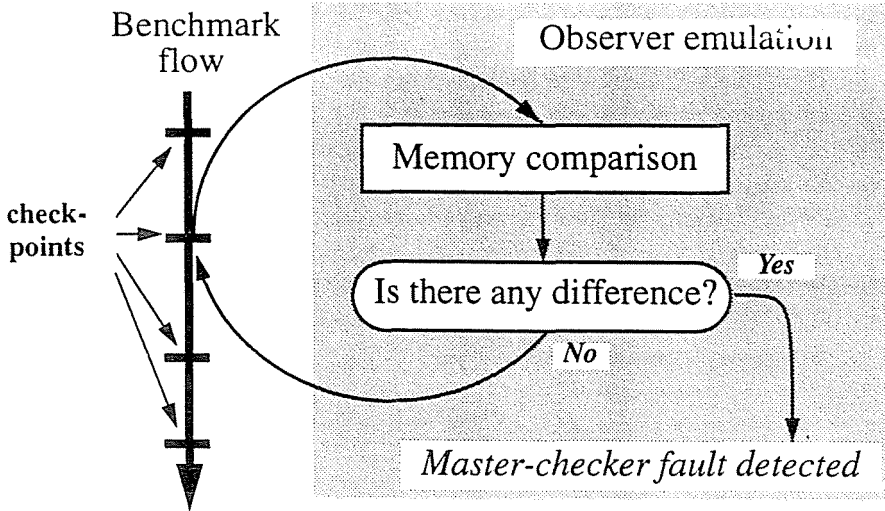 Benchmark
flow
Observer emulation
Memory comparison
check-
points
Is there any difference?
Yes
No
Master-checker fault detected